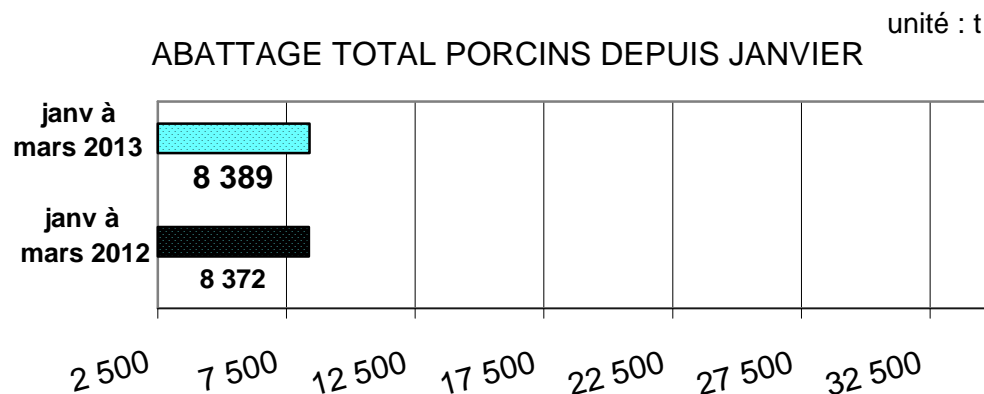 unité : t
ABATTAGE TOTAL PORCINS DEPUIS JANVIER
janv à
mars 2013
8 389
janv à
mars 2012
8 372
2 500 7 500 12 500 17 500 22 500 27 500 32 500